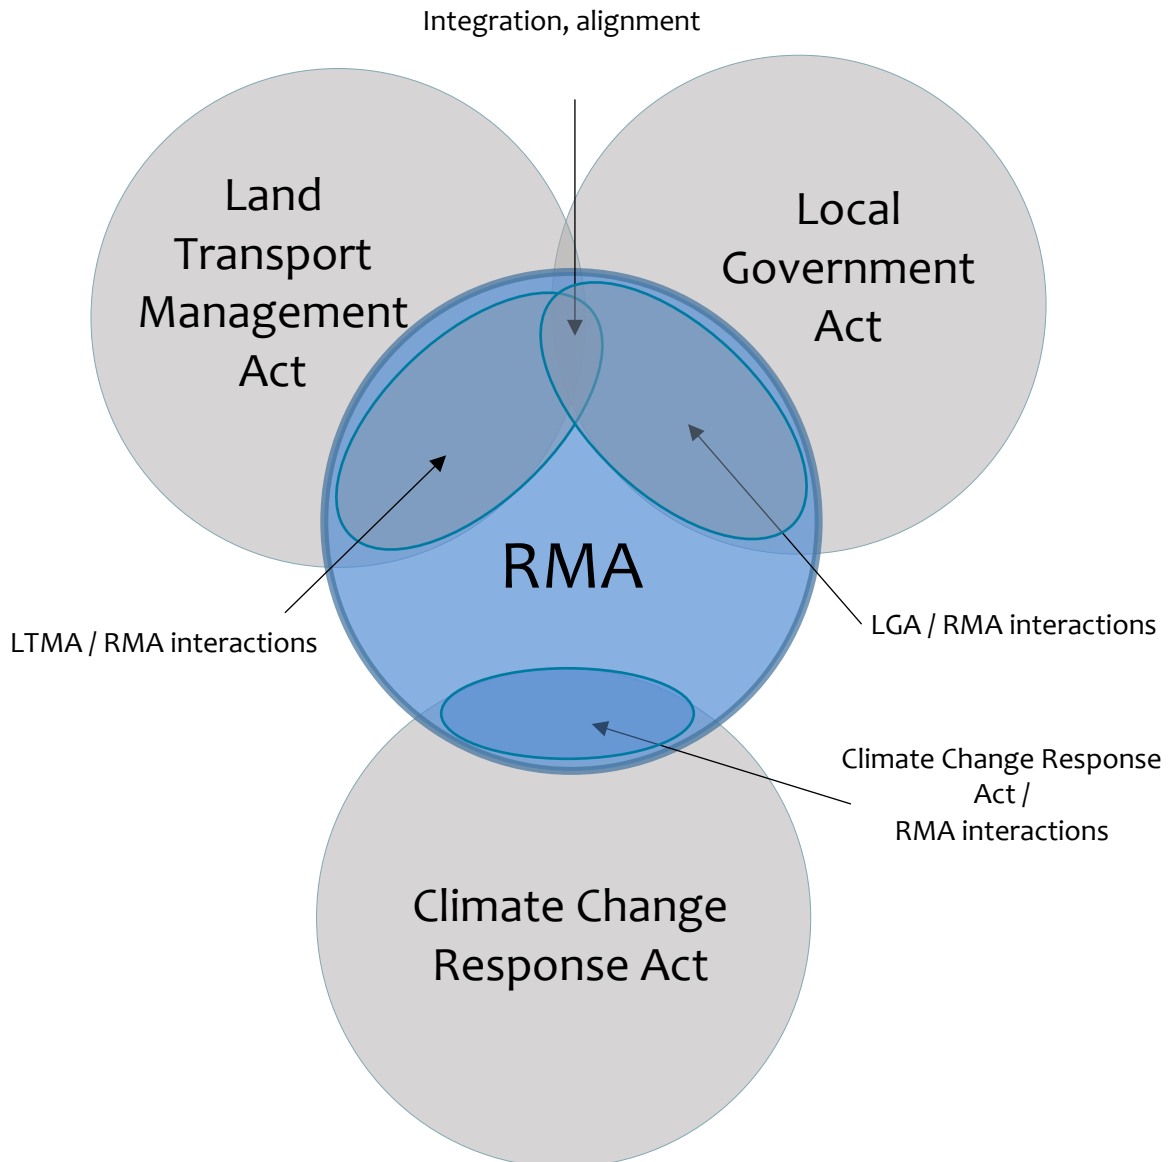 Integration, alignment
Land
Transport
Management
Act
Local
Government
Act
RMA
LTMA / RMA interactions
LGA / RMA interactions
Climate Change Response
Act /
RMA interactions
Climate Change
Response Act